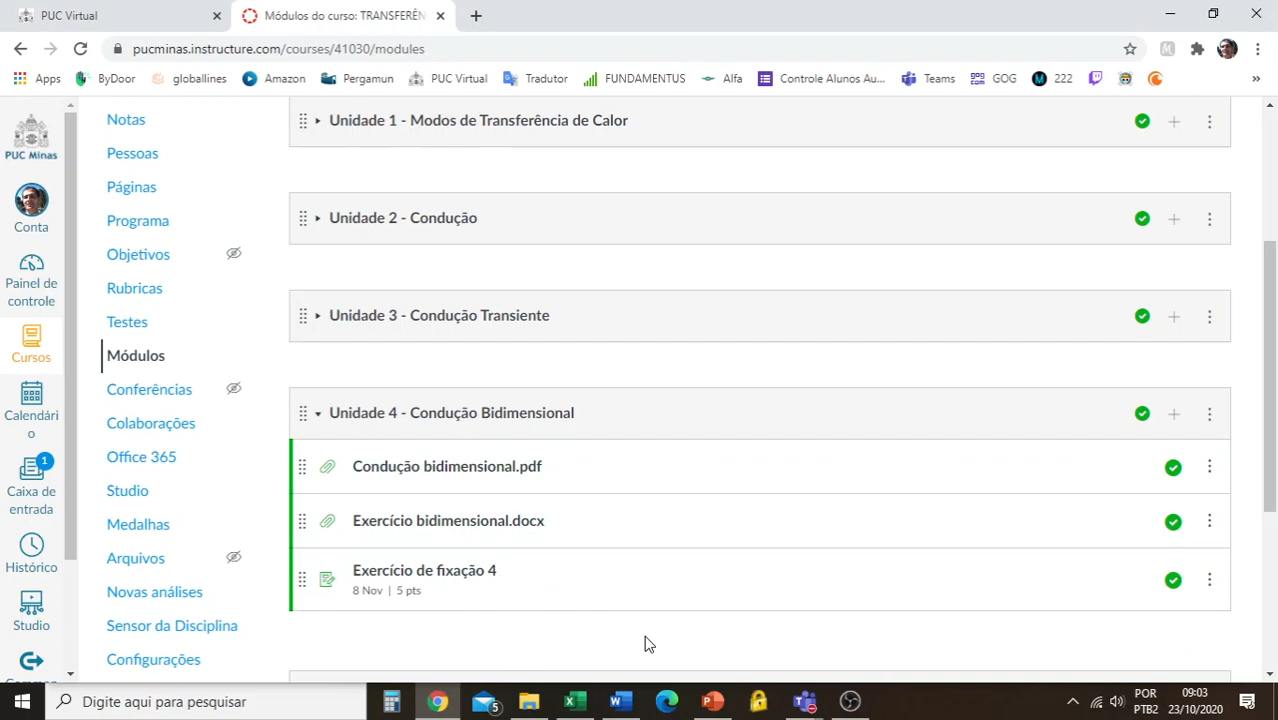 PUC Virtual
Módulos do curso: TRANSFERÊN
pucminas.instructure.com/courses/41030/modules
Apps
ByDoor
globallines
Amazon
Pergamun
PUC Virtual
Tradutor
FUNDAMENTUS
Alfa
Controle Alunos Au...
Teams
GOG
222
PUC Minas
Conta
Painel de
controle
Cursos
Calendári
o
1
Caixa de
entrada
Histórico
Studio
Notas
Pessoas
Páginas
Programa
Objetivos
Rubricas
Testes
Módulos
Conferências
Colaborações
Office 365
Studio
Medalhas
Arquivos
Novas análises
Sensor da Disciplina
Configurações
Unidade 1 - Modos de Transferência de Calor
Unidade 2 - Condução
Unidade 3 - Condução Transiente
Unidade 4 - Condução Bidimensional
Condução bidimensional.pdf
Exercício bidimensional.docx
Exercício de fixação 4
8 Nov | 5 pts
Digite aqui para pesquisar
5
POR
PTB2
09:03
23/10/2020